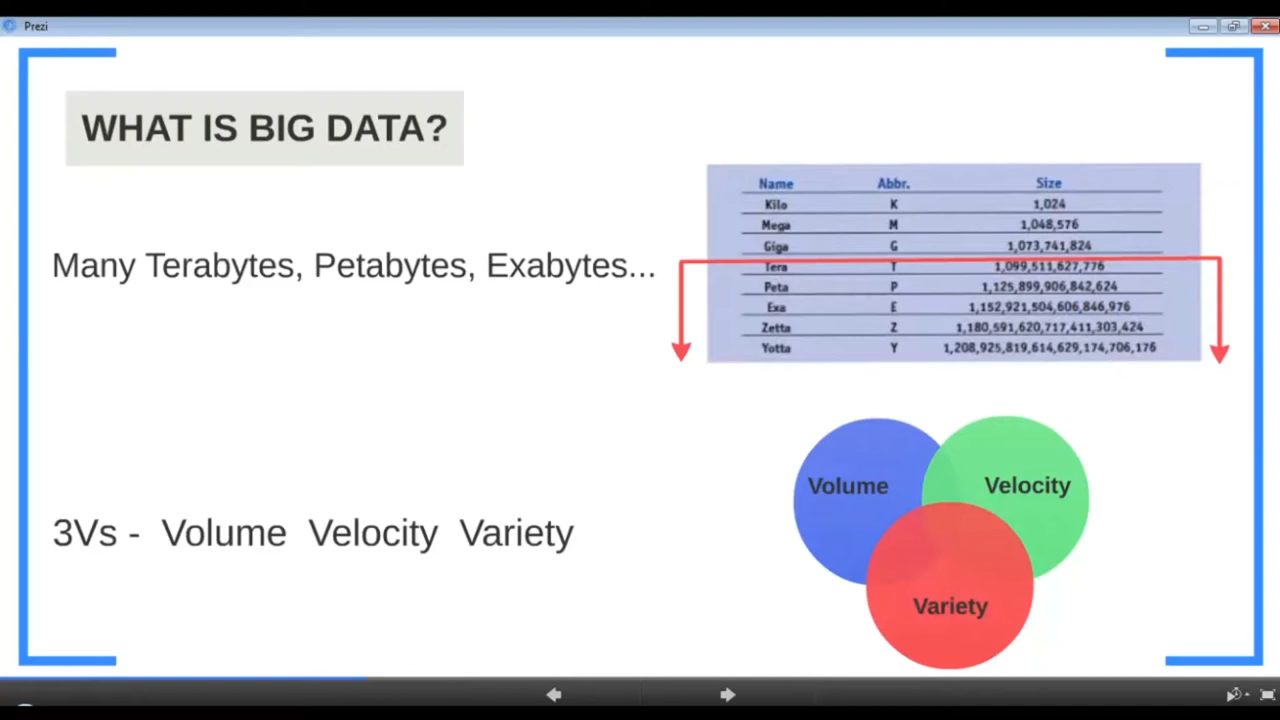 Prezi
WHAT IS BIG DATA?
Name Abbr. Size
Kilo K 1,024
Mega M 1,048,576
Giga G 1,073,741,824
Tera T 1,099,511,627,776
Peta P 1,125,899,906,842,624
Exa E 1,152,921,504,606,846,976
Zetta Z 1,180,591,620,717,411,303,424
Yotta Y 1,208,925,819,614,629,174,706,176
Many Terabytes, Petabytes, Exabytes...
Volume Velocity
3Vs - Volume Velocity Variety
Variety